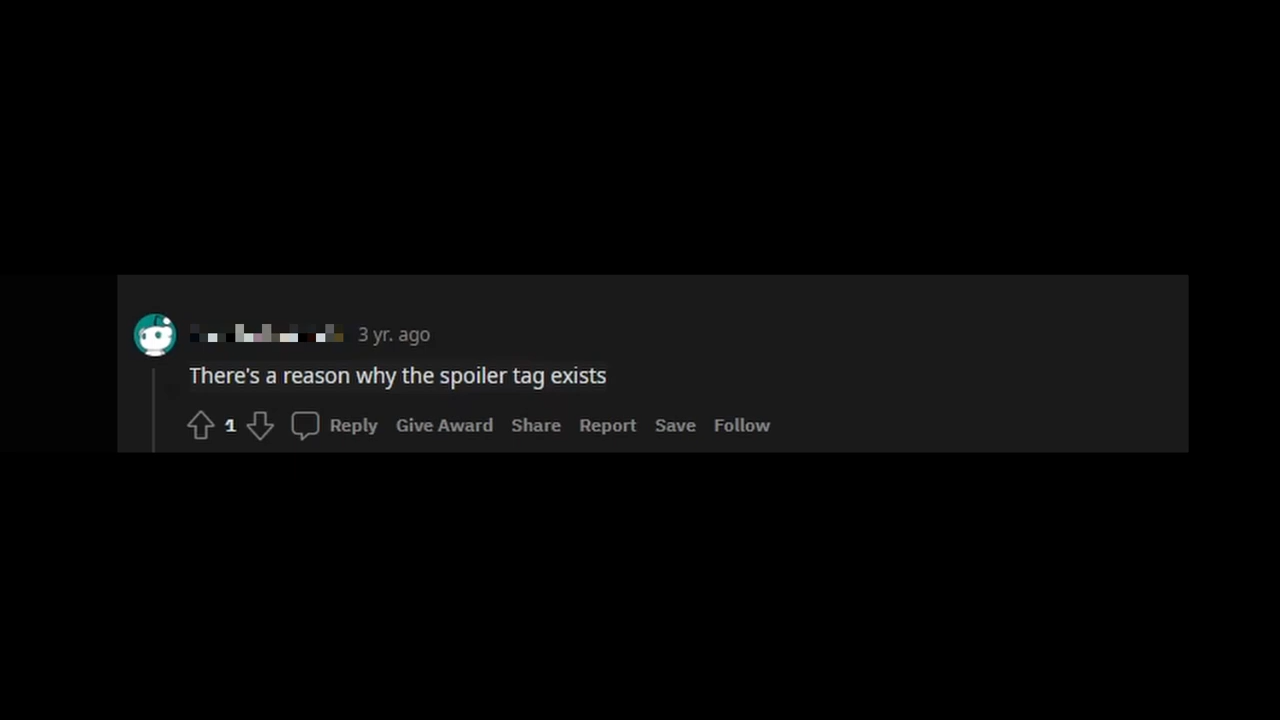 3 yr. ago
There's a reason why the spoiler tag exists
1 Reply Give Award Share Report Save Follow